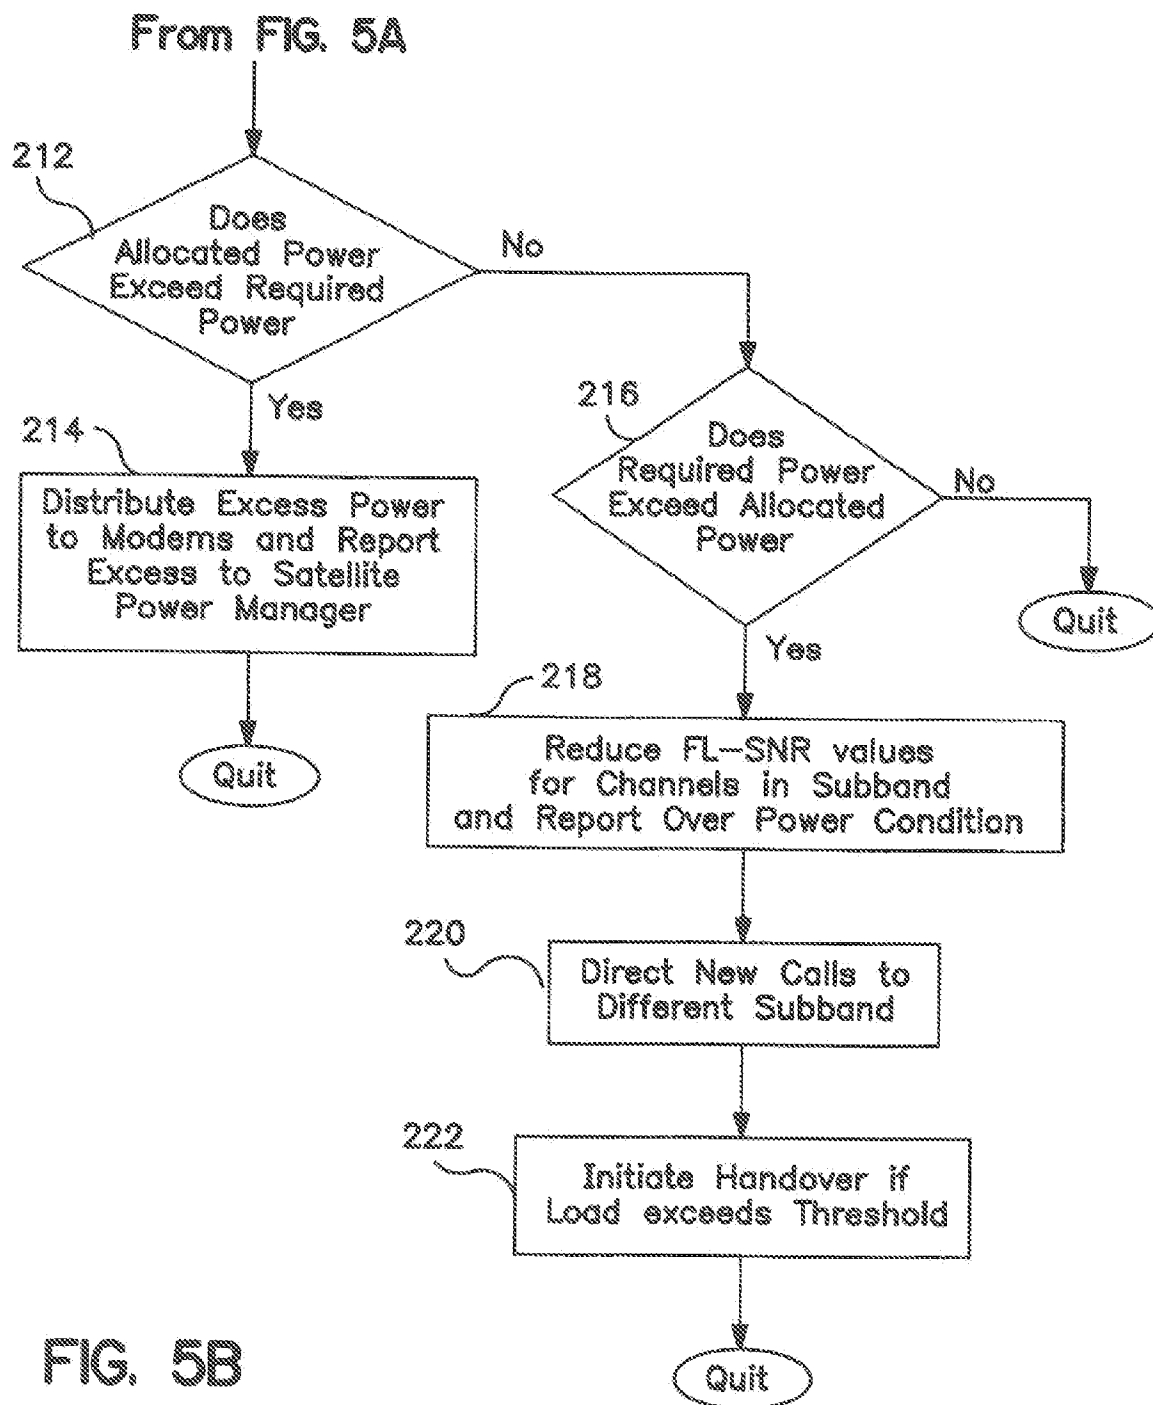 From FIG. 5A
212
Does
Allocated Power
Exceed Required
Power
No
Yes
214
Distribute Excess Power
to Modems and Report
Excess to Satellite
Power Manager
Quit
216
Does
Required Power
Exceed Allocated
Power
No
Quit
Yes
218
Reduce FL-SNR values
for Channels in Subband
and Report Over Power Condition
220
Direct New Calls to
Different Subband
222
Initiate Handover if
Load exceeds Threshold
Quit
FIG. 5B